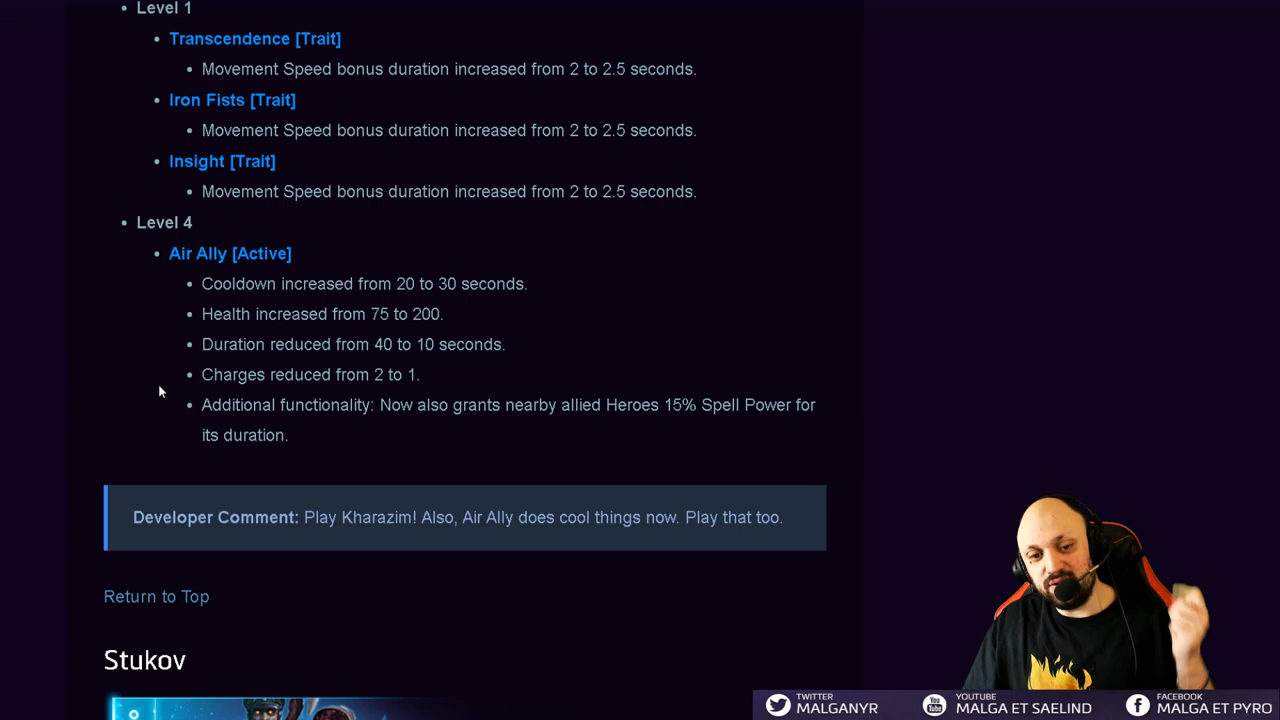 Level 1
Transcendence [Trait]
Movement Speed bonus duration increased from 2 to 2.5 seconds.
Iron Fists [Trait]
Movement Speed bonus duration increased from 2 to 2.5 seconds.
Insight [Trait]
Movement Speed bonus duration increased from 2 to 2.5 seconds.
Level 4
Air Ally [Active]
Cooldown increased from 20 to 30 seconds.
Health increased from 75 to 200.
Duration reduced from 40 to 10 seconds.
Charges reduced from 2 to 1.
Additional functionality: Now also grants nearby allied Heroes 15% Spell Power for
its duration.
Developer Comment: Play Kharazim! Also, Air Ally does cool things now. Play that too.
Return to Top
Stukov
TWITTER
MALGANYR
YOUTUBE
MALGA ET SAELIND
FACEBOOK
MALGA ET PYRO